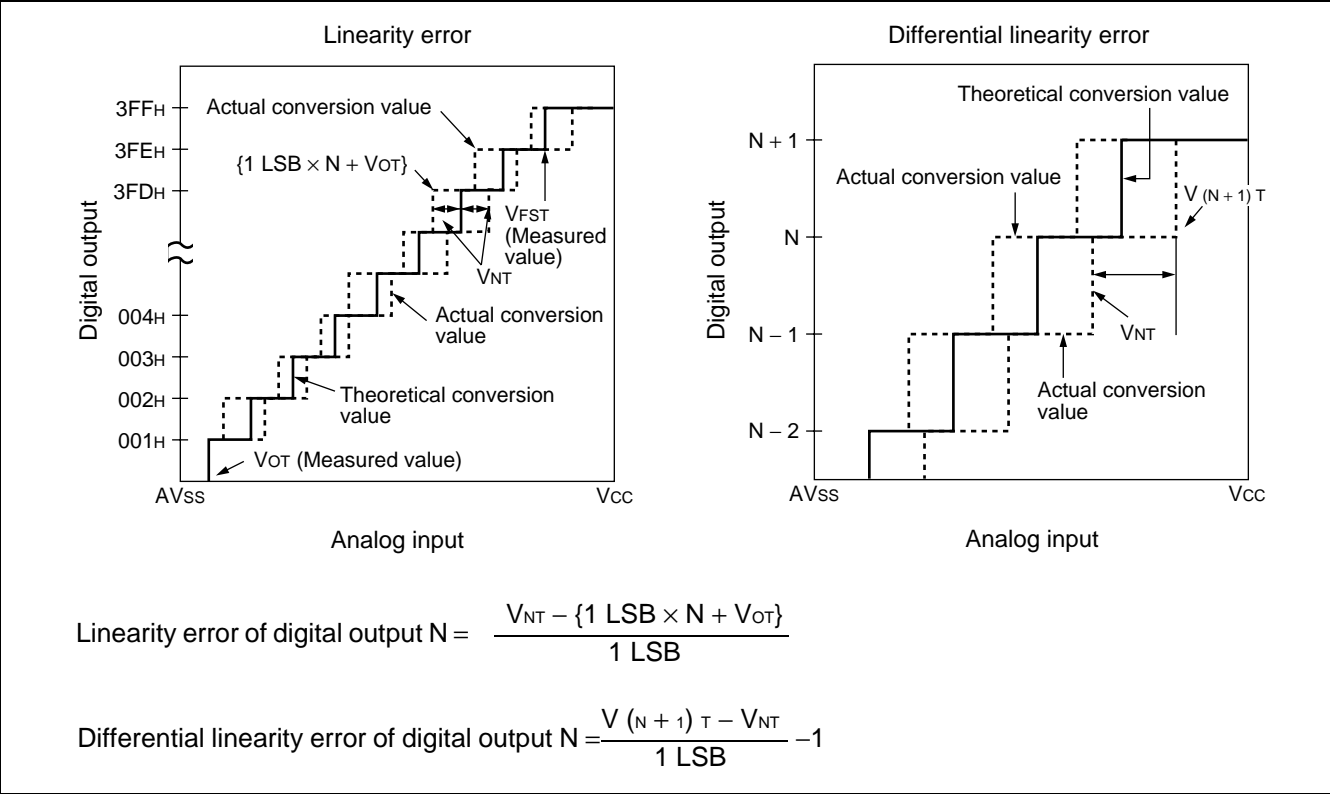 Linearity error
Digital output
3FFH
3FEH
3FDH
004H
003H
002H
001H
Actual conversion value
{1 LSB × N + VOT}
VFST
(Measured
value)
VNT
Actual conversion
value
Theoretical conversion
value
VOT (Measured value)
AVSS
VCC
Analog input
Differential linearity error
Digital output
N + 1
N
N − 1
N − 2
Theoretical conversion value
Actual conversion value
V (N + 1) T
VNT
Actual conversion
value
AVSS
VCC
Analog input
Linearity error of digital output N = VNT − {1 LSB × N + VOT} / 1 LSB
Differential linearity error of digital output N = V (N + 1) T − VNT / 1 LSB −1